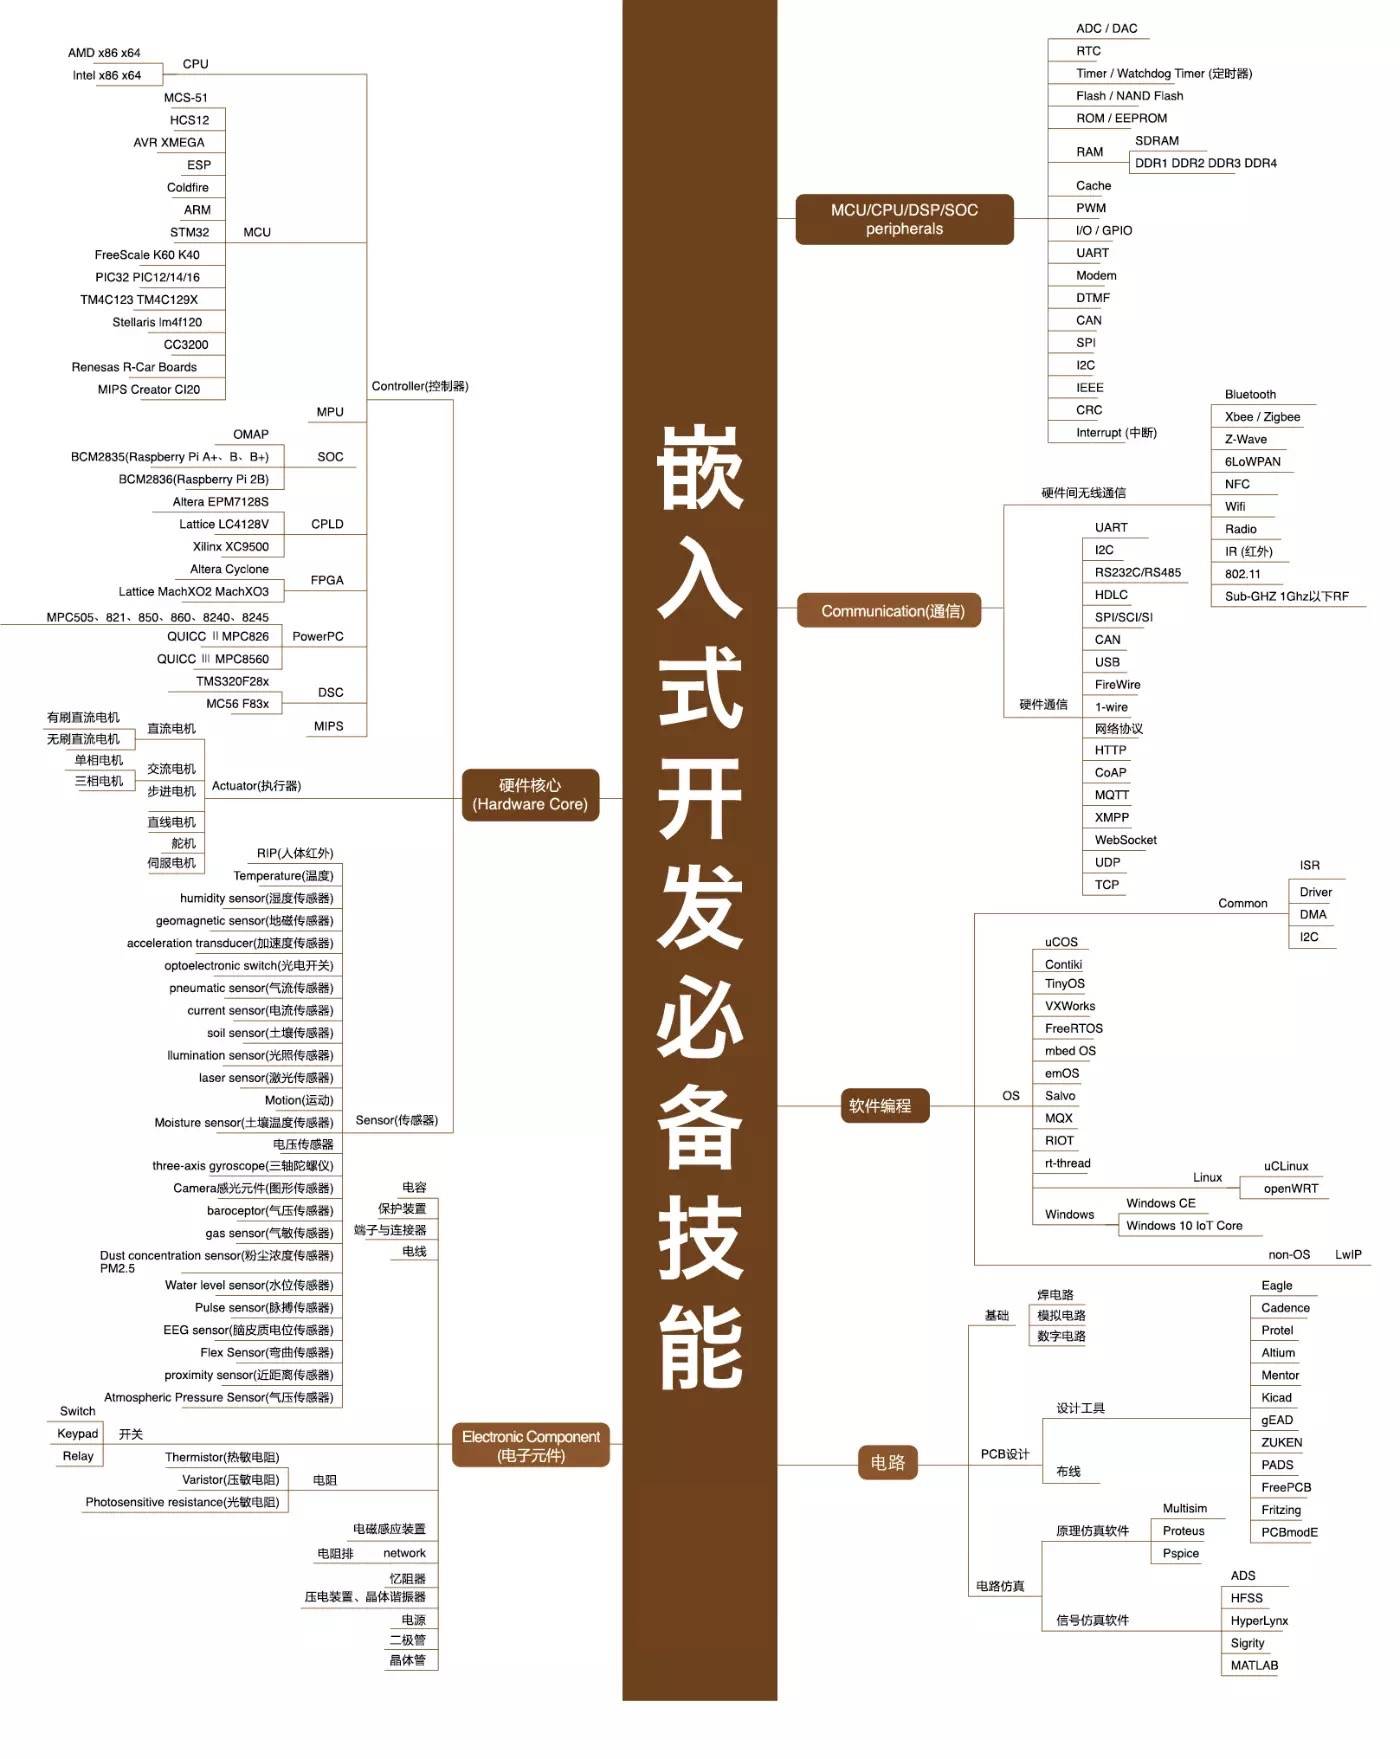 嵌入式开发必备技能
硬件核心
(Hardware Core)
Controller(控制器)
CPU
AMD x86 x64
Intel x86 x64
MCU
MCS-51
HCS12
AVR XMEGA
ESP
Coldfire
ARM
STM32
FreeScale K60 K40
PIC32 PIC12/14/16
TM4C123 TM4C129X
Stellaris lm4f120
CC3200
Renesas R-Car Boards
MIPS Creator CI20
MPU
SOC
OMAP
BCM2835(Raspberry Pi A+、B、B+)
BCM2836(Raspberry Pi 2B)
CPLD
Altera EPM7128S
Lattice LC4128V
Xilinx XC9500
FPGA
Altera Cyclone
Lattice MachXO2 MachXO3
PowerPC
MPC505、821、850、860、8240、8245
QUICC Ⅱ MPC826
QUICC Ⅲ MPC8560
DSC
TMS320F28x
MC56 F83x
MIPS
Actuator(执行器)
直流电机
有刷直流电机
无刷直流电机
交流电机
单相电机
三相电机
步进电机
直线电机
舵机
伺服电机
Sensor(传感器)
RIP(人体红外)
Temperature(温度)
humidity sensor(湿度传感器)
geomagnetic sensor(地磁传感器)
acceleration transducer(加速度传感器)
optoelectronic switch(光电开关)
pneumatic sensor(气流传感器)
current sensor(电流传感器)
soil sensor(土壤传感器)
llumination sensor(光照传感器)
laser sensor(激光传感器)
Motion(运动)
Moisture sensor(土壤温度传感器)
电压传感器
three-axis gyroscope(三轴陀螺仪)
Camera感光元件(图形传感器)
baroceptor(气压传感器)
gas sensor(气敏传感器)
Dust concentration sensor(粉尘浓度传感器)
PM2.5
Water level sensor(水位传感器)
Pulse sensor(脉搏传感器)
EEG sensor(脑皮质电位传感器)
Flex Sensor(弯曲传感器)
proximity sensor(近距离传感器)
Atmospheric Pressure Sensor(气压传感器)
Electronic Component
(电子元件)
电容
保护装置
端子与连接器
电线
开关
Switch
Keypad
Relay
电阻
Thermistor(热敏电阻)
Varistor(压敏电阻)
Photosensitive resistance(光敏电阻)
电磁感应装置
电阻排 network
忆阻器
压电装置、晶体谐振器
电源
二极管
晶体管
MCU/CPU/DSP/SOC
peripherals
ADC / DAC
RTC
Timer / Watchdog Timer (定时器)
Flash / NAND Flash
ROM / EEPROM
RAM
SDRAM
DDR1 DDR2 DDR3 DDR4
Cache
PWM
I/O / GPIO
UART
Modem
DTMF
CAN
SPI
I2C
IEEE
CRC
Interrupt (中断)
Communication(通信)
硬件间无线通信
Bluetooth
Xbee / Zigbee
Z-Wave
6LoWPAN
NFC
Wifi
Radio
IR (红外)
802.11
Sub-GHZ 1Ghz以下RF
硬件通信
UART
I2C
RS232C/RS485
HDLC
SPI/SCI/SI
CAN
USB
FireWire
1-wire
网络协议
HTTP
CoAP
MQTT
XMPP
WebSocket
UDP
TCP
软件编程
Common
ISR
Driver
DMA
I2C
OS
uCOS
Contiki
TinyOS
VXWorks
FreeRTOS
mbed OS
emOS
Salvo
MQX
RIOT
rt-thread
Linux
uCLinux
openWRT
Windows
Windows CE
Windows 10 IoT Core
non-OS LwIP
电路
基础
焊电路
模拟电路
数字电路
PCB设计
设计工具
Eagle
Cadence
Protel
Altium
Mentor
Kicad
gEAD
ZUKEN
PADS
FreePCB
Fritzing
PCBmodE
布线
电路仿真
原理仿真软件
Multisim
Proteus
Pspice
信号仿真软件
ADS
HFSS
HyperLynx
Sigrity
MATLAB